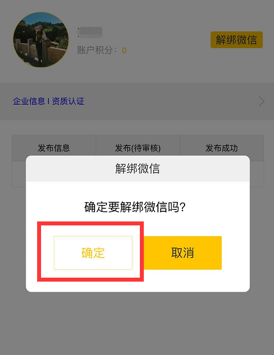 解绑微信
账户积分：0
企业信息 I 资质认证
发布信息 发布(待审核) 发布成功
解绑微信
确定要解绑微信吗?
确定 取消